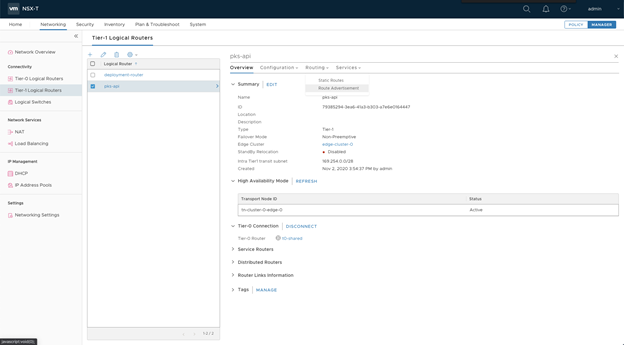 vm NSX-T
admin
Home Networking Security Inventory Plan & Troubleshoot System
POLICY MANAGER
Tier-1 Logical Routers
Network Overview
Connectivity
Tier-0 Logical Routers
Tier-1 Logical Routers
Logical Switches
Network Services
NAT
Load Balancing
IP Management
DHCP
IP Address Pools
Settings
Networking Settings
javascript:void(0)
Logical Router
deployment-router
pks-api
1-2 / 2
pks-api
Overview Configuration Routing Services
Static Routes
Route Advertisement
Summary | EDIT
Name pks-api
ID
Location
Description
Type Tier-1
Failover Mode Non-Preemptive
Edge Cluster edge-cluster-0
StandBy Relocation Disabled
Intra Tier1 transit subnet 169.254.0.0/28
Created Nov 2, 2020 3:54:37 PM by admin
High Availability Mode | REFRESH
Transport Node ID Status
tn-cluster-0-edge-0 Active
Tier-0 Connection | DISCONNECT
Tier-0 Router t0-shared
Service Routers
Distributed Routers
Router Links Information
Tags | MANAGE